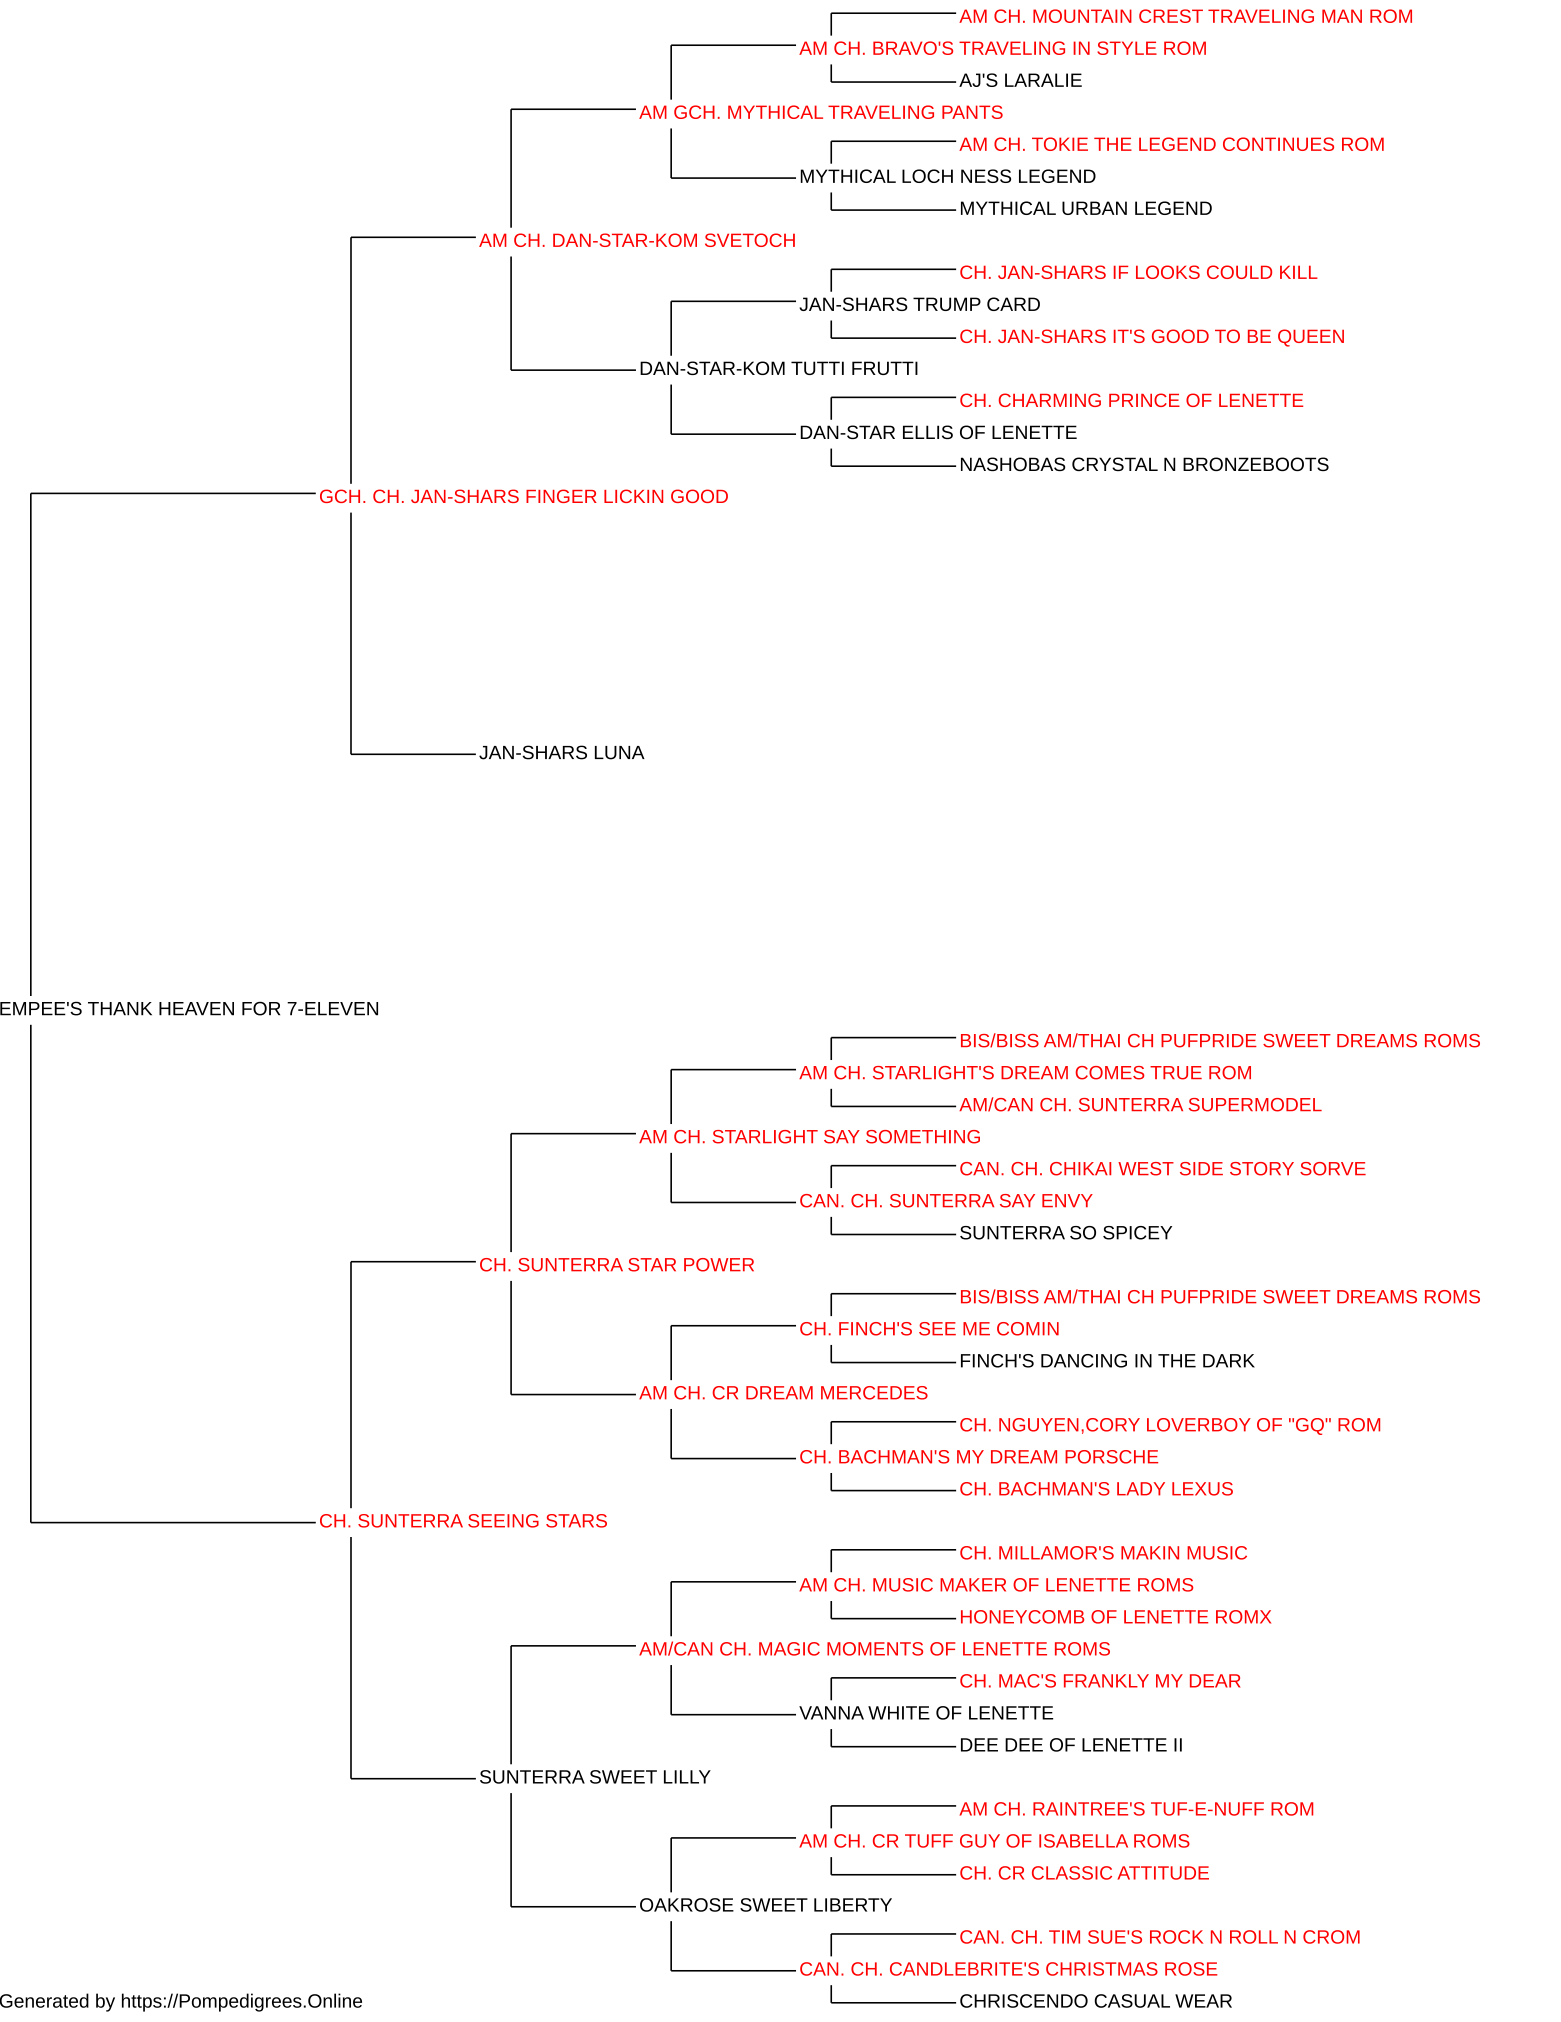 AM CH. MOUNTAIN CREST TRAVELING MAN ROM
AM CH. BRAVO'S TRAVELING IN STYLE ROM
AJ'S LARALIE
AM GCH. MYTHICAL TRAVELING PANTS
AM CH. TOKIE THE LEGEND CONTINUES ROM
MYTHICAL LOCH NESS LEGEND
MYTHICAL URBAN LEGEND
AM CH. DAN-STAR-KOM SVETOCH
CH. JAN-SHARS IF LOOKS COULD KILL
JAN-SHARS TRUMP CARD
CH. JAN-SHARS IT'S GOOD TO BE QUEEN
DAN-STAR-KOM TUTTI FRUTTI
CH. CHARMING PRINCE OF LENETTE
DAN-STAR ELLIS OF LENETTE
NASHOBAS CRYSTAL N BRONZEBOOTS
GCH. CH. JAN-SHARS FINGER LICKIN GOOD
JAN-SHARS LUNA
EMPEE'S THANK HEAVEN FOR 7-ELEVEN
BIS/BISS AM/THAI CH PUFPRIDE SWEET DREAMS ROMS
AM CH. STARLIGHT'S DREAM COMES TRUE ROM
AM/CAN CH. SUNTERRA SUPERMODEL
AM CH. STARLIGHT SAY SOMETHING
CAN. CH. CHIKAI WEST SIDE STORY SORVE
CAN. CH. SUNTERRA SAY ENVY
SUNTERRA SO SPICEY
CH. SUNTERRA STAR POWER
BIS/BISS AM/THAI CH PUFPRIDE SWEET DREAMS ROMS
CH. FINCH'S SEE ME COMIN
FINCH'S DANCING IN THE DARK
AM CH. CR DREAM MERCEDES
CH. NGUYEN,CORY LOVERBOY OF "GQ" ROM
CH. BACHMAN'S MY DREAM PORSCHE
CH. BACHMAN'S LADY LEXUS
CH. SUNTERRA SEEING STARS
CH. MILLAMOR'S MAKIN MUSIC
AM CH. MUSIC MAKER OF LENETTE ROMS
HONEYCOMB OF LENETTE ROMX
AM/CAN CH. MAGIC MOMENTS OF LENETTE ROMS
CH. MAC'S FRANKLY MY DEAR
VANNA WHITE OF LENETTE
DEE DEE OF LENETTE II
SUNTERRA SWEET LILLY
AM CH. RAINTREE'S TUF-E-NUFF ROM
AM CH. CR TUFF GUY OF ISABELLA ROMS
CH. CR CLASSIC ATTITUDE
OAKROSE SWEET LIBERTY
CAN. CH. TIM SUE'S ROCK N ROLL N CROM
CAN. CH. CANDLEBRITE'S CHRISTMAS ROSE
CHRISCENDO CASUAL WEAR
Generated by https://Pompedigrees.Online